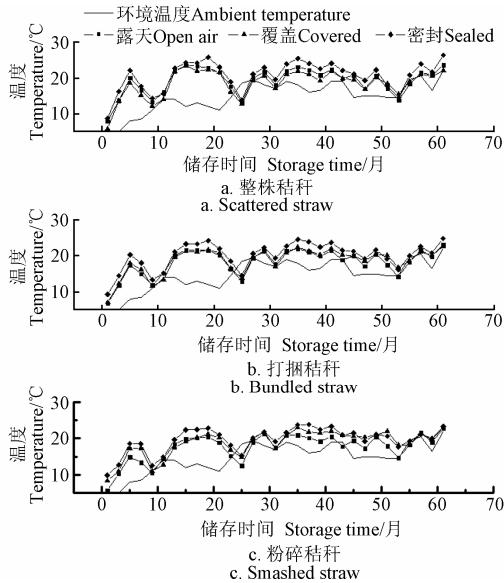 环境温度Ambient temperature
露天Open air 覆盖Covered 密封Sealed
温度
Temperature/℃
30
20
10
0 10 20 30 40 50 60 70
储存时间 Storage time/月
a. 整株秸秆
a. Scattered straw
温度
Temperature/℃
30
20
10
0 10 20 30 40 50 60 70
储存时间 Storage time/月
b. 打捆秸秆
b. Bundled straw
温度
Temperature/℃
30
20
10
0 10 20 30 40 50 60 70
储存时间 Storage time/月
c. 粉碎秸秆
c. Smashed straw